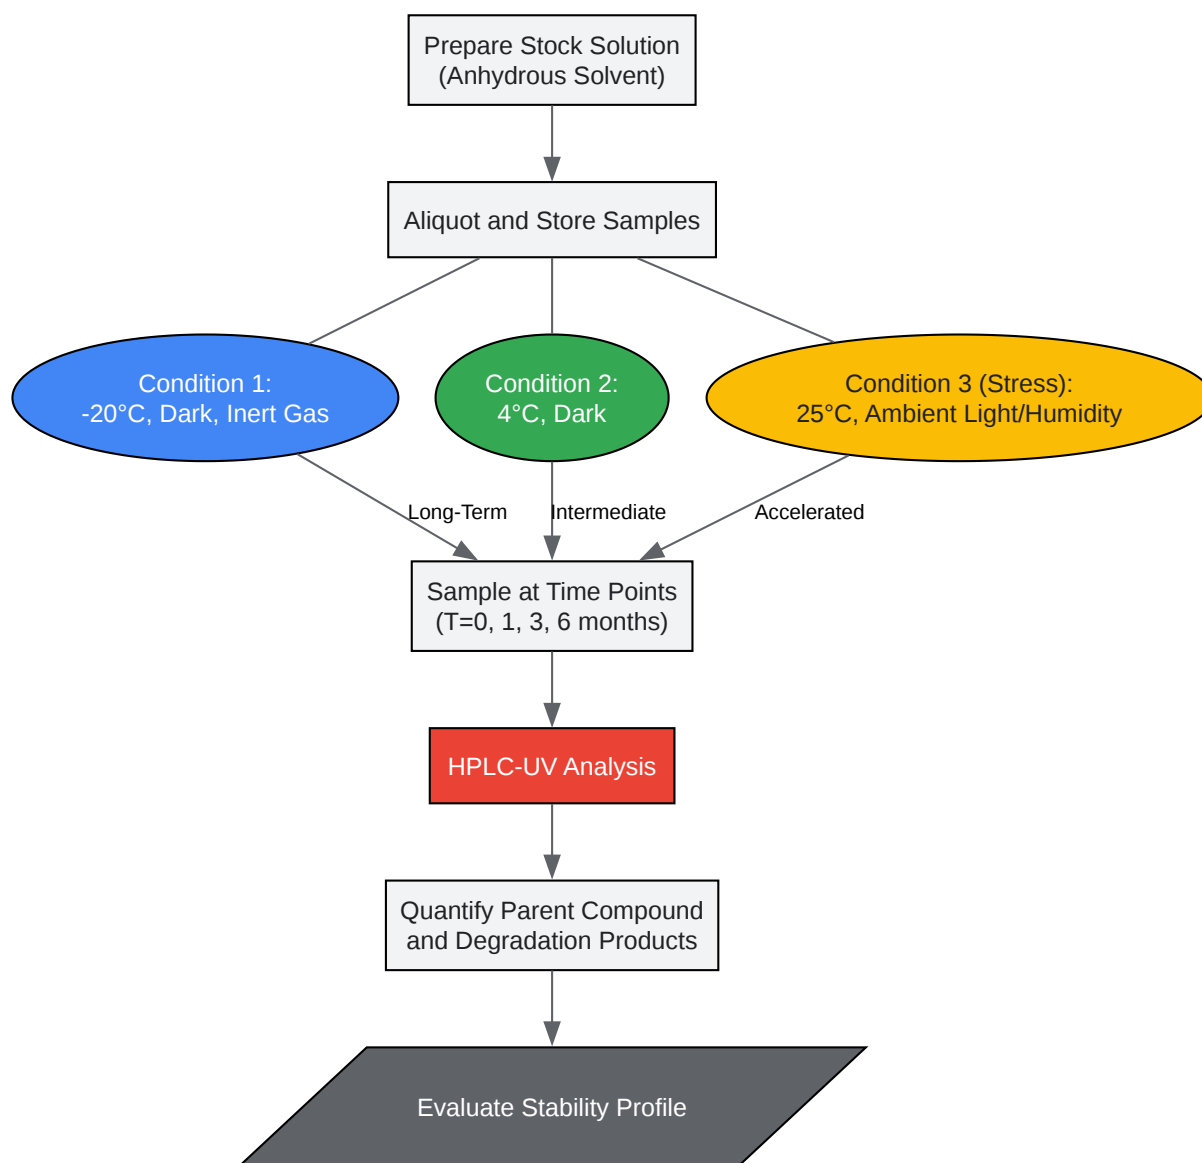 Prepare Stock Solution
(Anhydrous Solvent)
Aliquot and Store Samples
Condition 1:
-20°C, Dark, Inert Gas
Condition 2:
4°C, Dark
Condition 3 (Stress):
25°C, Ambient Light/Humidity
Long-Term
Intermediate
Accelerated
Sample at Time Points
(T=0, 1, 3, 6 months)
HPLC-UV Analysis
Quantify Parent Compound
and Degradation Products
Evaluate Stability Profile